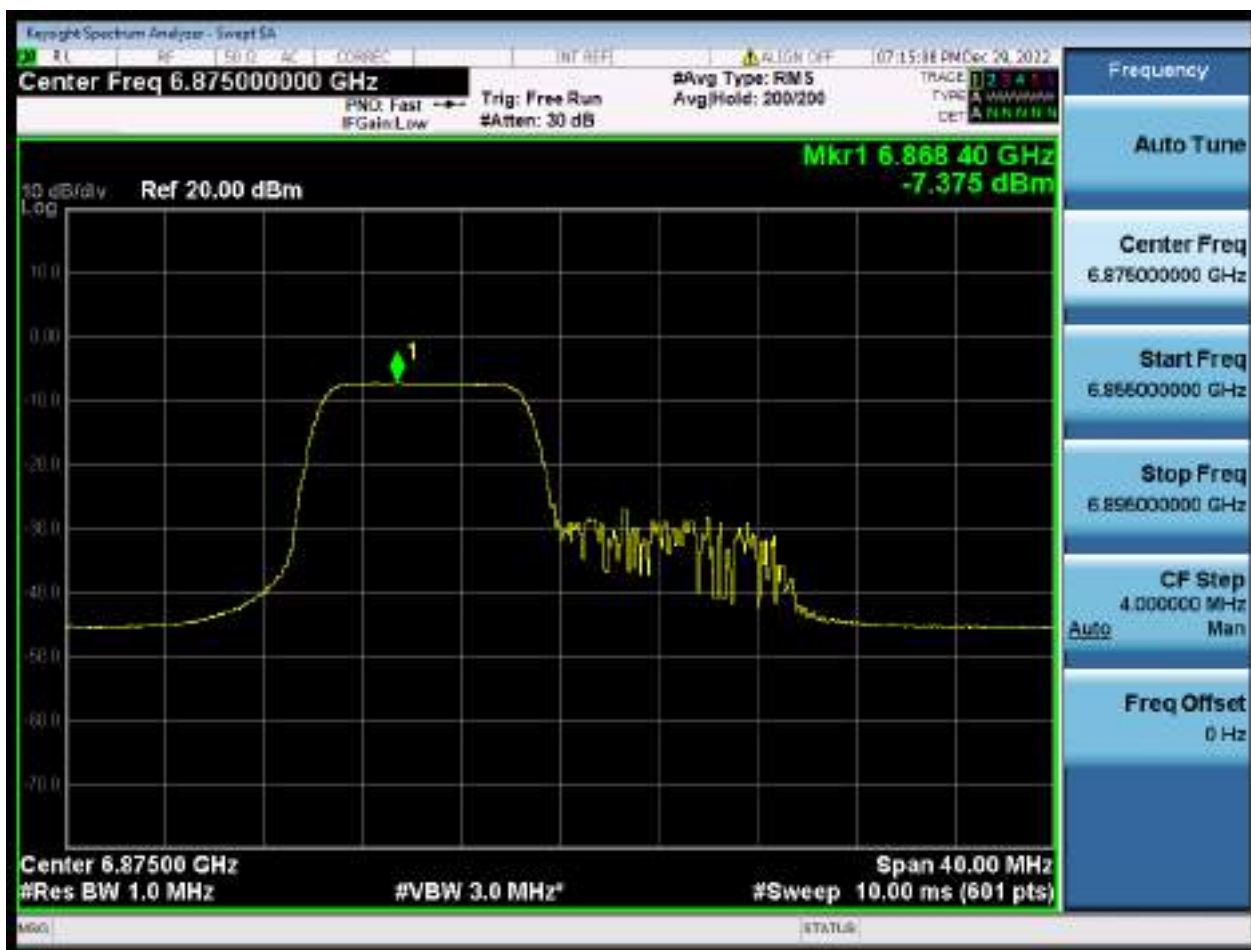 Keysight Spectrum Analyzer - Swept SA
RL RF 50 Ω AC CORREC INT REF ALIGN OFF 07:15:38 PM Dec 29, 2022
Center Freq 6.875000000 GHz
PNO: Fast
IFGain:Low
Trig: Free Run
#Atten: 30 dB
#Avg Type: RMS
Avg|Hold: 200/200
TRACE 1 2 3 4 5 6
TYPE A WWWWW
DET A N N N N N
Mkr1 6.868 40 GHz
-7.375 dBm
10 dB/div Ref 20.00 dBm
Log
10.0
0.00
-10.0
-20.0
-30.0
-40.0
-50.0
-60.0
-70.0
1
Center 6.87500 GHz
Span 40.00 MHz
#Res BW 1.0 MHz
#VBW 3.0 MHz*
#Sweep 10.00 ms (601 pts)
MSG
STATUS
Frequency
Auto Tune
Center Freq
6.875000000 GHz
Start Freq
6.855000000 GHz
Stop Freq
6.895000000 GHz
CF Step
4.000000 MHz
Auto Man
Freq Offset
0 Hz